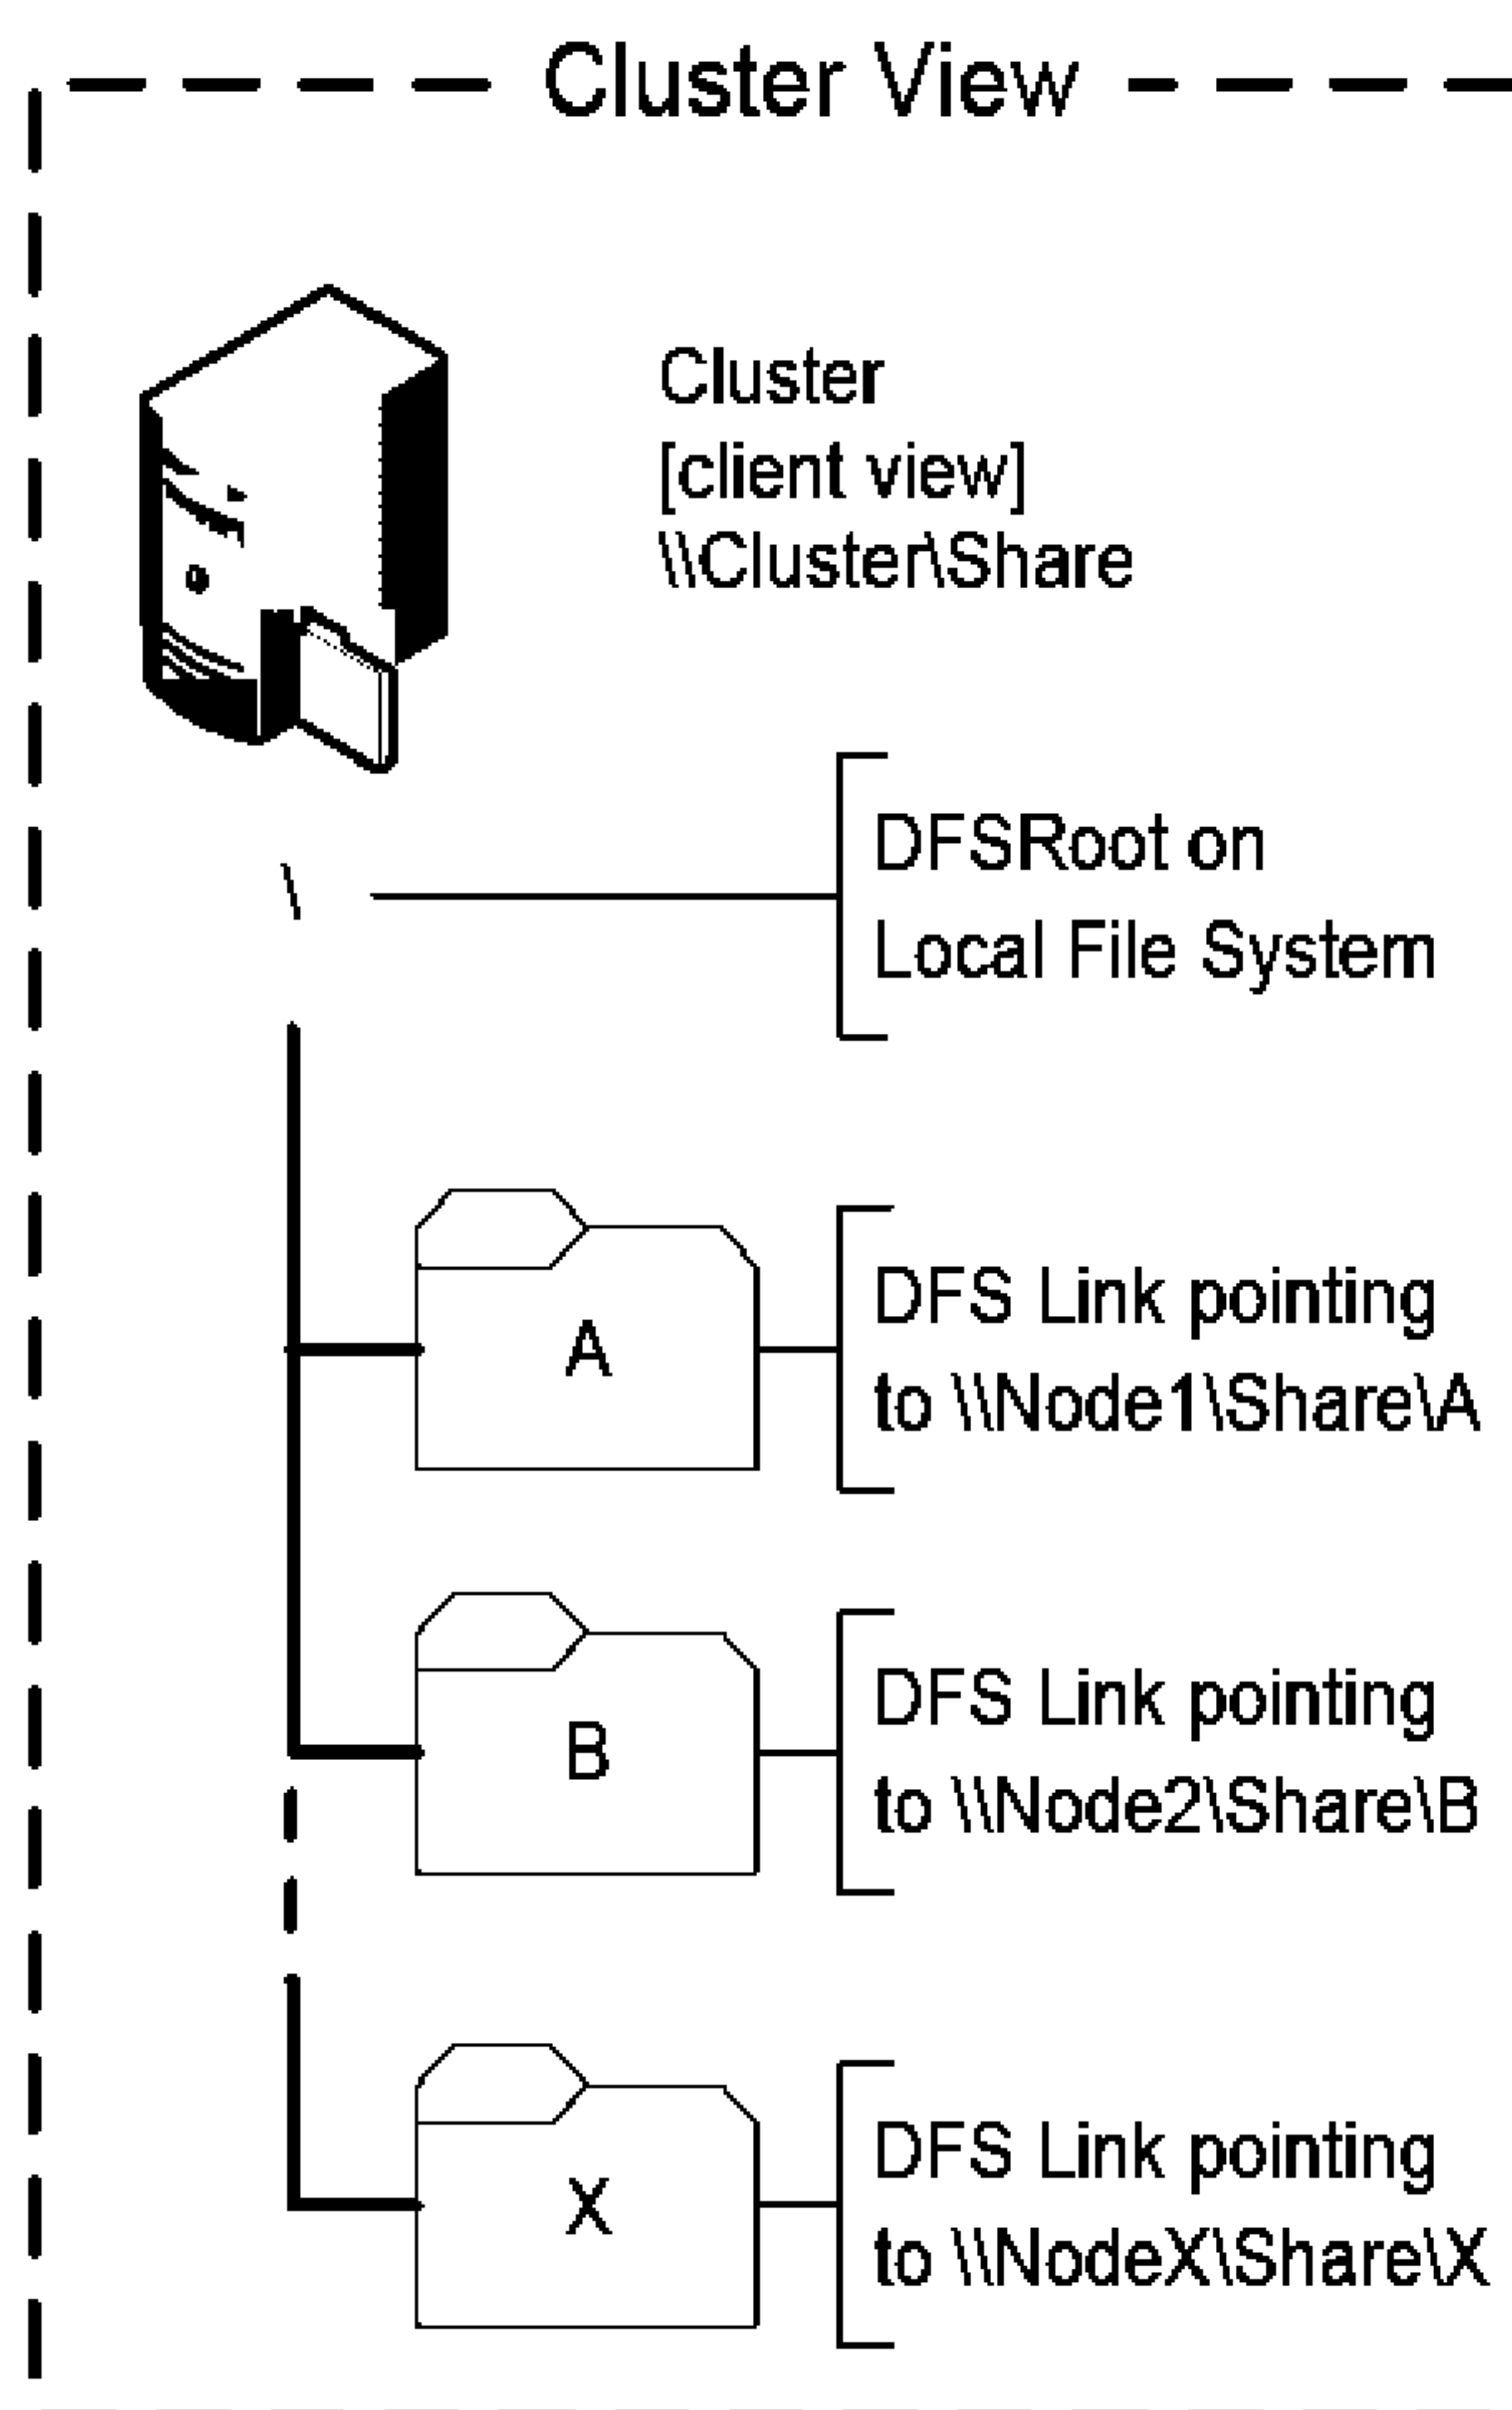 Cluster View
Cluster
[client view]
\\Cluster\Share
\
DFSRoot on
Local File System
A
DFS Link pointing
to \\Node1\Share\A
B
DFS Link pointing
to \\Node2\Share\B
X
DFS Link pointing
to \\NodeX\Share\X